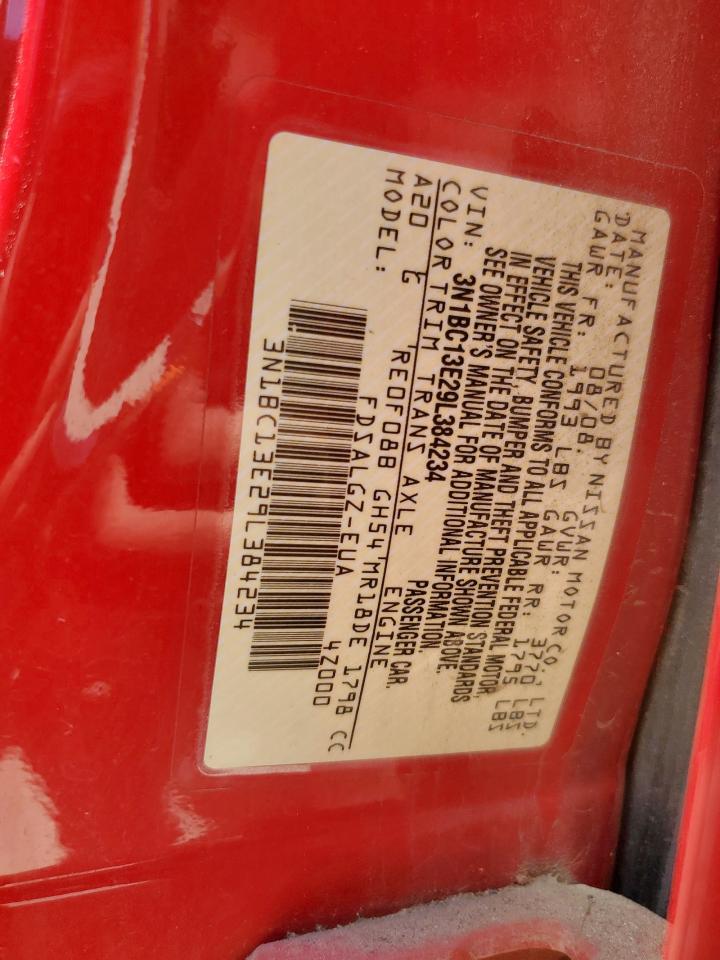 MANUFACTURED BY NISSAN MOTOR CO., LTD.
DATE: 08/08. GVWR: 3770 LBS
GAWR FR: 1993 LBS GAWR RR: 1795 LBS
THIS VEHICLE CONFORMS TO ALL APPLICABLE FEDERAL MOTOR
VEHICLE SAFETY, BUMPER AND THEFT PREVENTION STANDARDS
IN EFFECT ON THE DATE OF MANUFACTURE SHOWN ABOVE.
SEE OWNER'S MANUAL FOR ADDITIONAL INFORMATION.
VIN: 3N1BC13E29L384234 PASSENGER CAR.
COLOR TRIM TRANS AXLE ENGINE
A20 G RE0F08B GH54 MR18DE 1798 CC
MODEL: FDSALGZ-EUA 4Z000
3N1BC13E29L384234